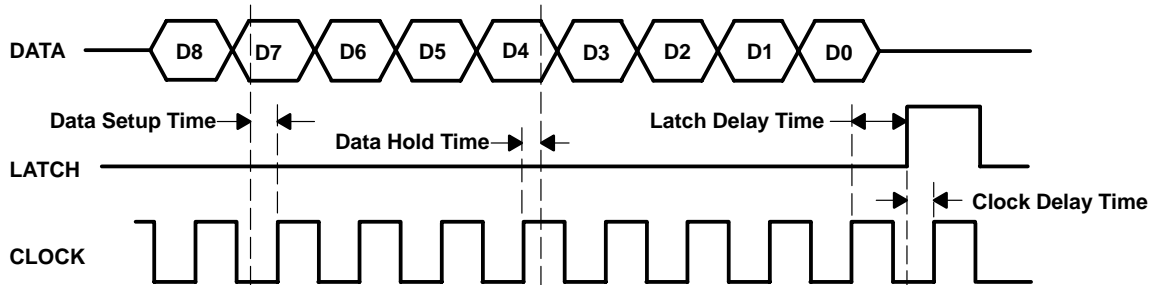 DATA D8 D7 D6 D5 D4 D3 D2 D1 D0
Data Setup Time
Latch Delay Time
Data Hold Time
LATCH
Clock Delay Time
CLOCK